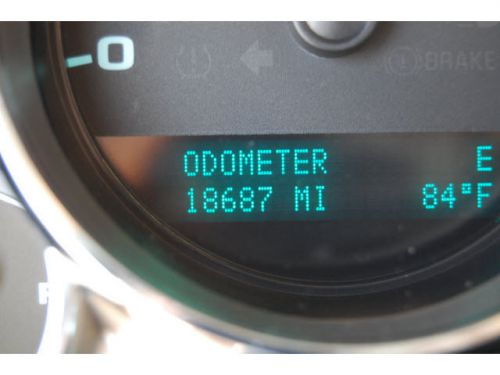 0
BRAKE
ODOMETER E
18687 MI 84°F